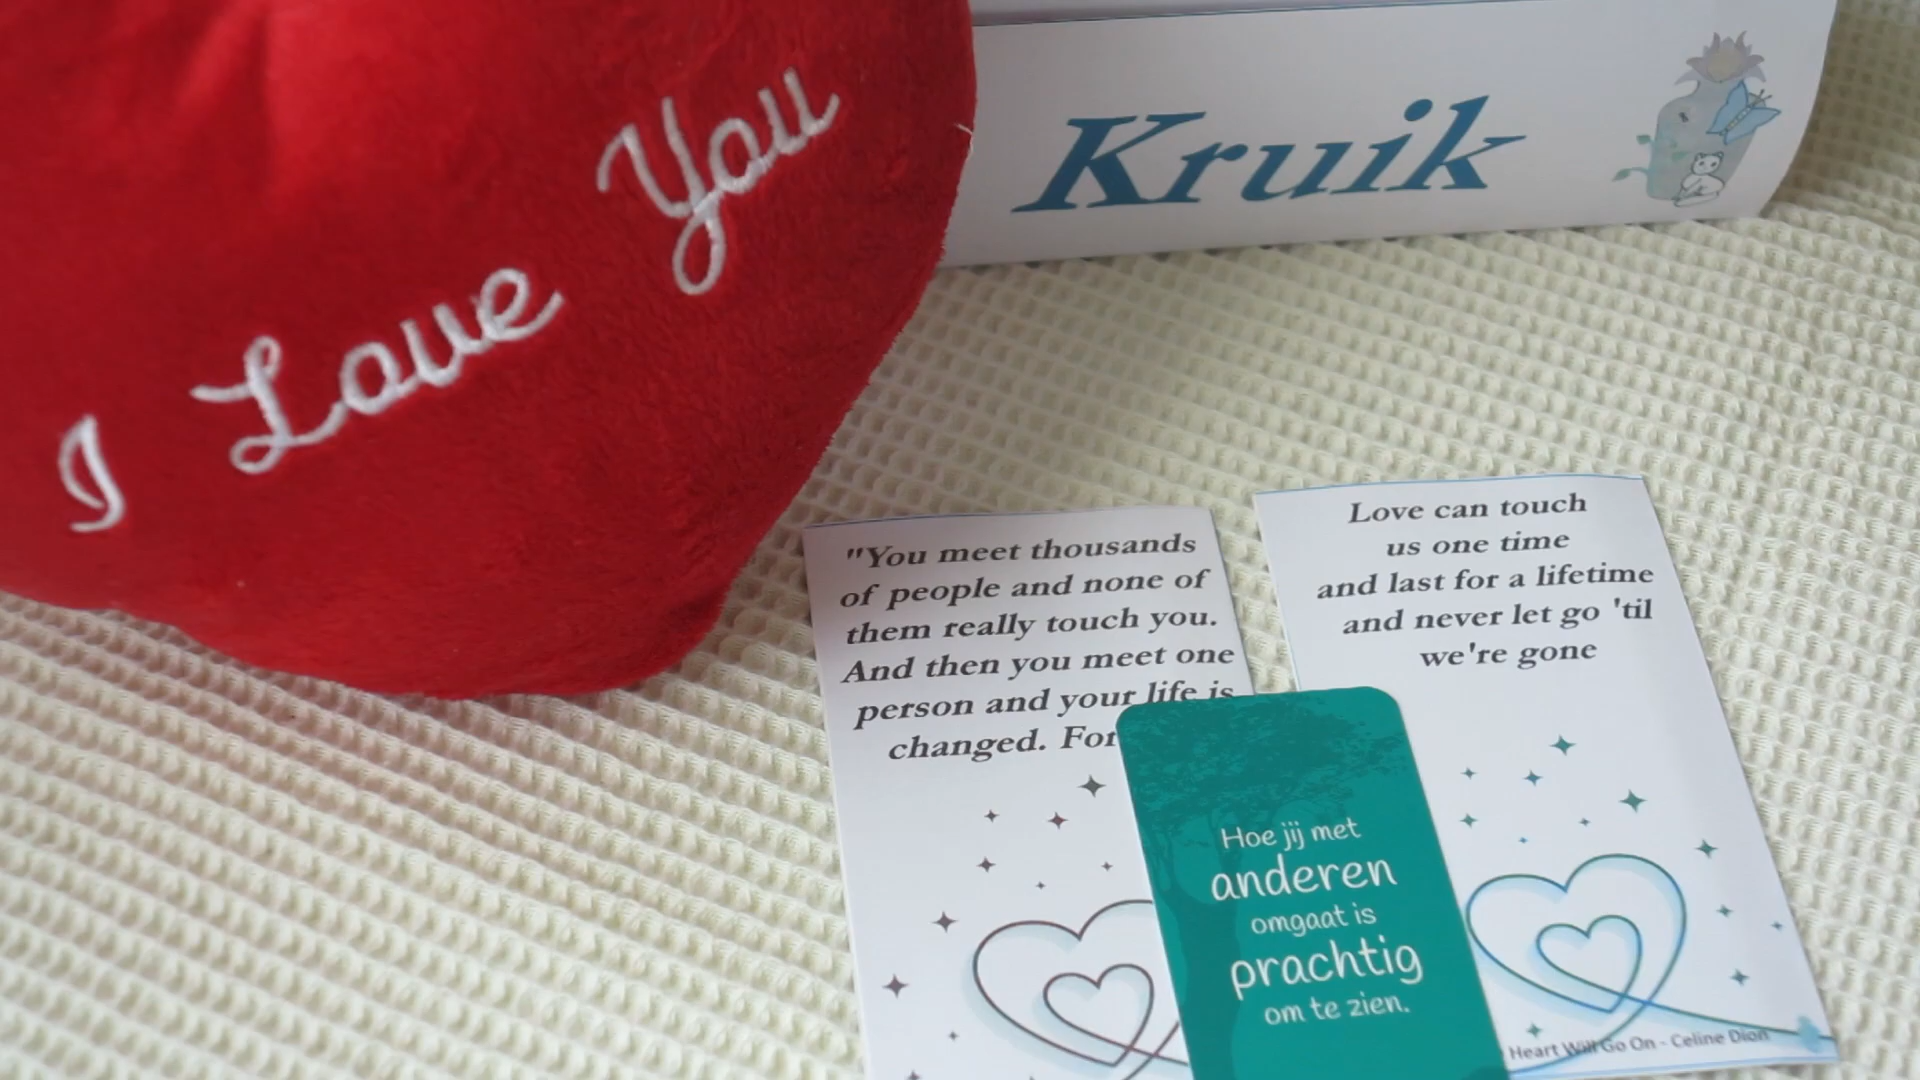 I Love You
Kruik
"You meet thousands
of people and none of
them really touch you.
And then you meet one
person and your life is
changed. For
Love can touch
us one time
and last for a lifetime
and never let go 'til
we're gone
Heart Will Go On - Celine Dion
Hoe jij met
anderen
omgaat is
prachtig
om te zien.